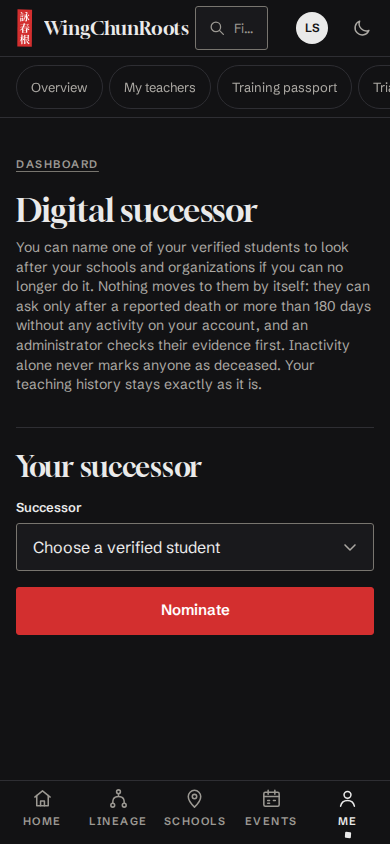 詠春根
WingChunRoots
Fi...
LS
Overview
My teachers
Training passport
Tria
DASHBOARD
Digital successor
You can name one of your verified students to look
after your schools and organizations if you can no
longer do it. Nothing moves to them by itself: they can
ask only after a reported death or more than 180 days
without any activity on your account, and an
administrator checks their evidence first. Inactivity
alone never marks anyone as deceased. Your
teaching history stays exactly as it is.
Your successor
Successor
Choose a verified student
Nominate
HOME
LINEAGE
SCHOOLS
EVENTS
ME